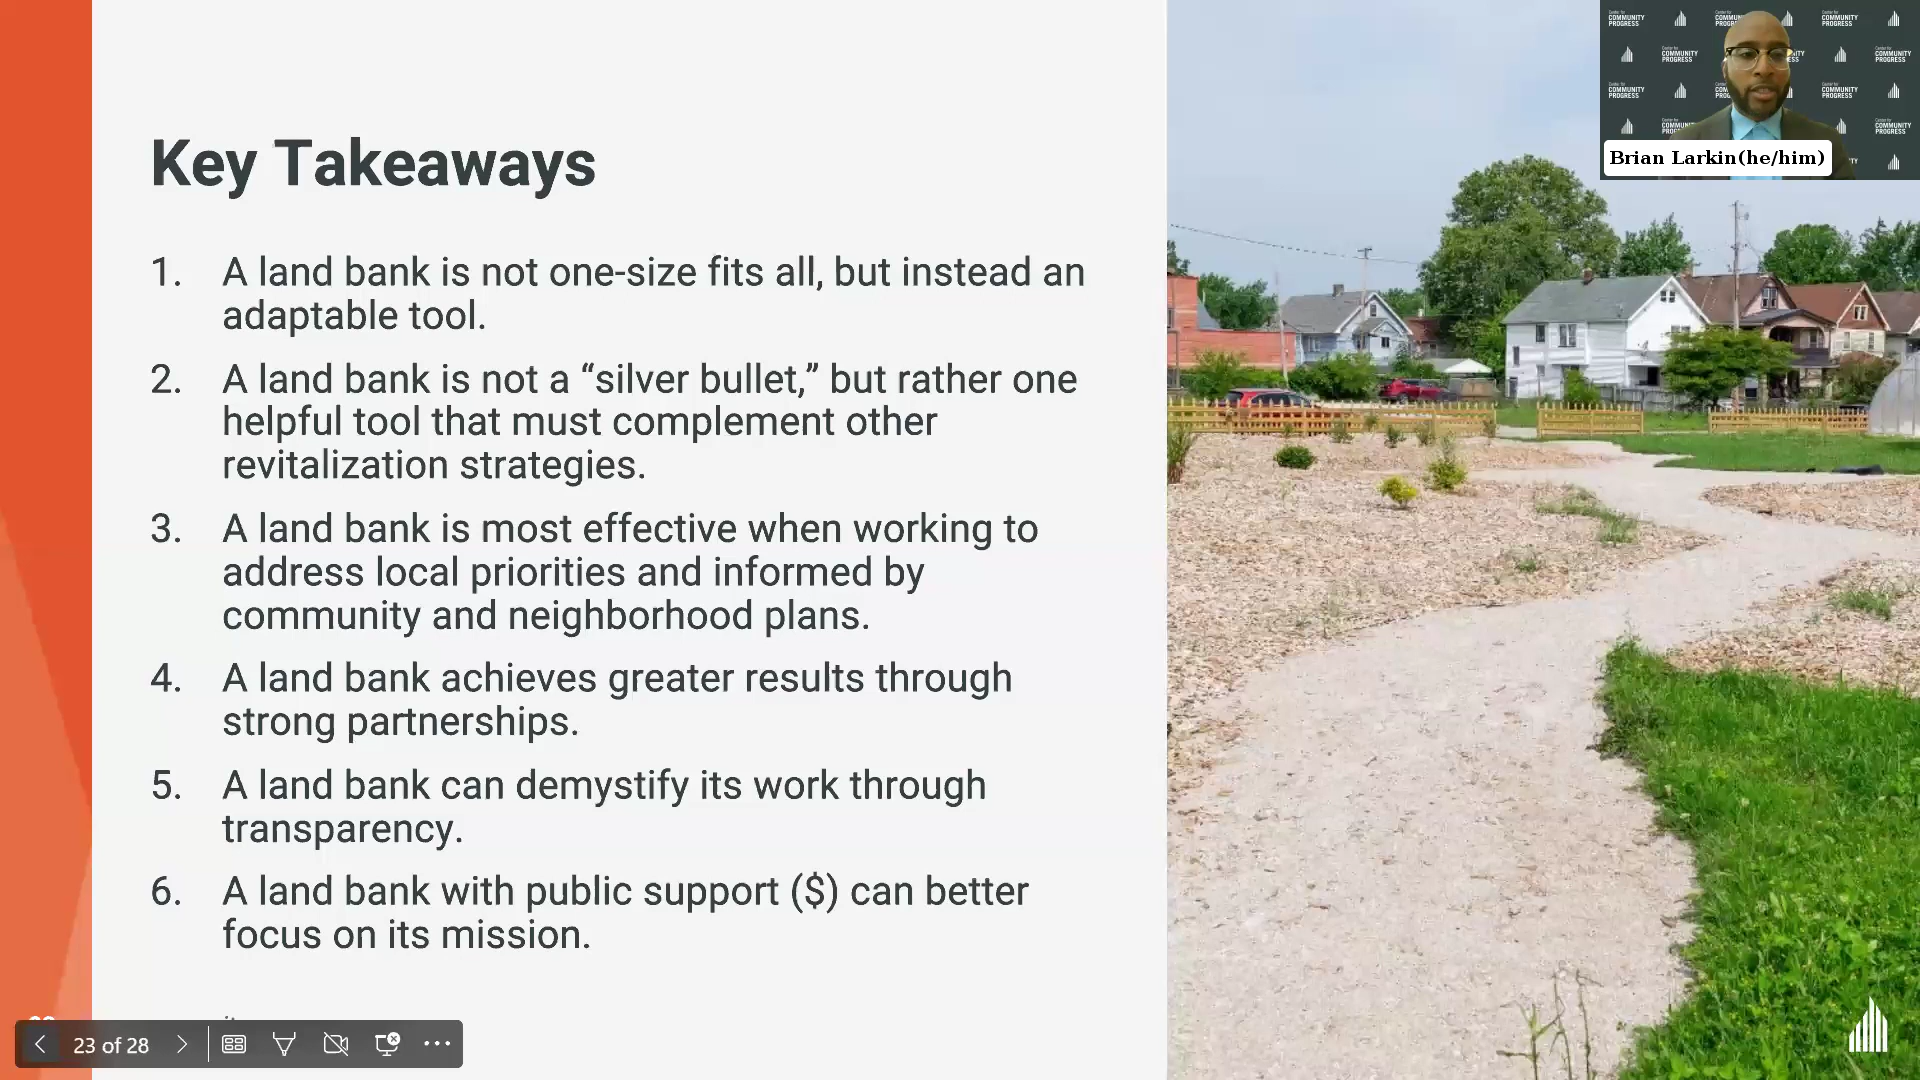 Key Takeaways
1. A land bank is not one-size fits all, but instead an
adaptable tool.
2. A land bank is not a “silver bullet,” but rather one
helpful tool that must complement other
revitalization strategies.
3. A land bank is most effective when working to
address local priorities and informed by
community and neighborhood plans.
4. A land bank achieves greater results through
strong partnerships.
5. A land bank can demystify its work through
transparency.
6. A land bank with public support ($) can better
focus on its mission.
23 of 28
Center for
COMMUNITY
PROGRESS
Brian Larkin(he/him)